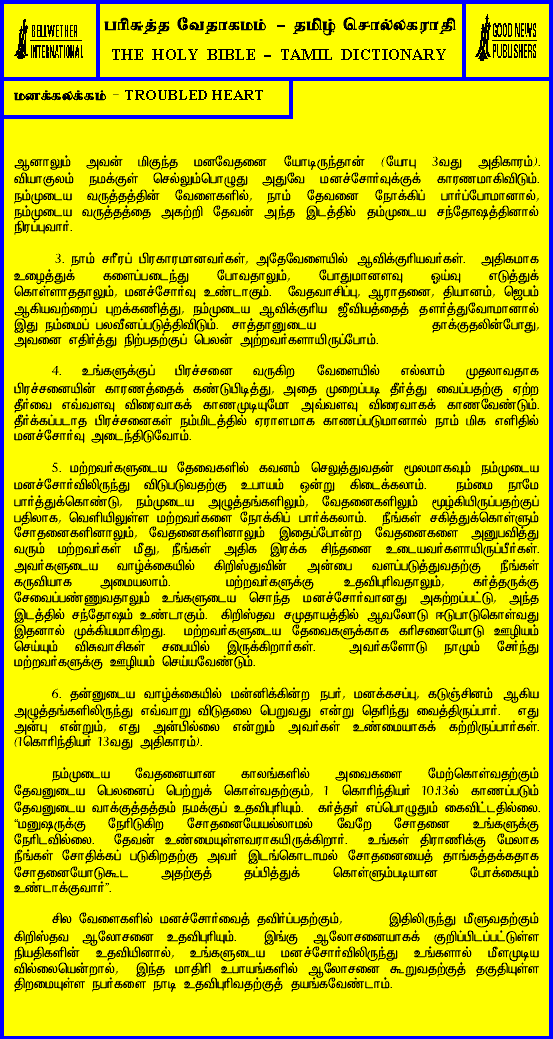 BELLWETHER
INTERNATIONAL
பரிசுத்த வேதாகமம் – தமிழ் சொல்லகராதி
THE HOLY BIBLE – TAMIL DICTIONARY
GOOD NEWS
PUBLISHERS
மனக்கலக்கம் – TROUBLED HEART
ஆனாலும் அவன் மிகுந்த மனவேதனை யோடிருந்தான் (யோபு 3வது அதிகாரம்).
வியாகுலம் நமக்குள் செல்லும்பொழுது அதுவே மனச்சோர்வுக்குக் காரணமாகிவிடும்.
நம்முடைய வருத்தத்தின் வேளைகளில், நாம் தேவனை நோக்கிப் பார்ப்போமானால்,
நம்முடைய வருத்தத்தை அகற்றி தேவன் அந்த இடத்தில் தம்முடைய சந்தோஷத்தினால்
நிரப்புவார்.
3. நாம் சரீரப் பிரகாரமானவர்கள், அதேவேளையில் ஆவிக்குரியவர்கள். அதிகமாக
உழைத்துக் களைப்படைந்து போவதாலும், போதுமானளவு ஓய்வு எடுத்துக்
கொள்ளாததாலும், மனச்சோர்வு உண்டாகும். வேதவாசிப்பு, ஆராதனை, தியானம், ஜெபம்
ஆகியவற்றைப் புறக்கணித்து, நம்முடைய ஆவிக்குரிய ஜீவியத்தைத் தளர்த்துவோமானால்
இது நம்மைப் பலவீனப்படுத்திவிடும். சாத்தானுடைய தாக்குதலின்போது,
அவனை எதிர்த்து நிற்பதற்குப் பெலன் அற்றவர்களாயிருப்போம்.
4. உங்களுக்குப் பிரச்சனை வருகிற வேளையில் எல்லாம் முதலாவதாக
பிரச்சனையின் காரணத்தைக் கண்டுபிடித்து, அதை முறைப்படி தீர்த்து வைப்பதற்கு ஏற்ற
தீர்வை எவ்வளவு விரைவாகக் காணமுடியுமோ அவ்வளவு விரைவாகக் காணவேண்டும்.
தீர்க்கப்படாத பிரச்சனைகள் நம்மிடத்தில் ஏராளமாக காணப்படுமானால் நாம் மிக எளிதில்
மனச்சோர்வு அடைந்திடுவோம்.
5. மற்றவர்களுடைய தேவைகளில் கவனம் செலுத்துவதன் மூலமாகவும் நம்முடைய
மனச்சோர்விலிருந்து விடுபடுவதற்கு உபாயம் ஒன்று கிடைக்கலாம். நம்மை நாமே
பார்த்துக்கொண்டு, நம்முடைய அழுத்தங்களிலும், வேதனைகளிலும் மூழ்கியிருப்பதற்குப்
பதிலாக, வெளியிலுள்ள மற்றவர்களை நோக்கிப் பார்க்கலாம். நீங்கள் சகித்துக்கொள்ளும்
சோதனைகளினாலும், வேதனைகளினாலும் இதைப்போன்ற வேதனைகளை அனுபவித்து
வரும் மற்றவர்கள் மீது, நீங்கள் அதிக இரக்க சிந்தனை உடையவர்களாயிருப்பீர்கள்.
அவர்களுடைய வாழ்க்கையில் கிறிஸ்துவின் அன்பை வளப்படுத்துவதற்கு நீங்கள்
கருவியாக அமையலாம். மற்றவர்களுக்கு உதவிபுரிவதாலும், கர்த்தருக்கு
சேவைப்பண்ணுவதாலும் உங்களுடைய சொந்த மனச்சோர்வானது அகற்றப்பட்டு, அந்த
இடத்தில் சந்தோஷம் உண்டாகும். கிறிஸ்தவ சமுதாயத்தில் ஆவலோடு ஈடுபாடுகொள்வது
இதனால் முக்கியமாகிறது. மற்றவர்களுடைய தேவைகளுக்காக கரிசனையோடு ஊழியம்
செய்யும் விசுவாசிகள் சபையில் இருக்கிறார்கள். அவர்களோடு நாமும் சேர்ந்து
மற்றவர்களுக்கு ஊழியம் செய்யவேண்டும்.
6. தன்னுடைய வாழ்க்கையில் மன்னிக்கின்ற நபர், மனக்கசப்பு, கடுஞ்சினம் ஆகிய
அழுத்தங்களிலிருந்து எவ்வாறு விடுதலை பெறுவது என்று தெரிந்து வைத்திருப்பார். எது
அன்பு என்றும், எது அன்பில்லை என்றும் அவர்கள் உண்மையாகக் கற்றிருப்பார்கள்.
(1கொரிந்தியர் 13வது அதிகாரம்).
நம்முடைய வேதனையான காலங்களில் அவைகளை மேற்கொள்வதற்கும்
தேவனுடைய பெலனைப் பெற்றுக் கொள்வதற்கும், 1 கொரிந்தியர் 10:13ல் காணப்படும்
தேவனுடைய வாக்குத்தத்தம் நமக்குப் உதவிபுரியும். கர்த்தர் எப்பொழுதும் கைவிட்டதில்லை.
“மனுஷருக்கு நேரிடுகிற சோதனையேயல்லாமல் வேறே சோதனை உங்களுக்கு
நேரிடவில்லை. தேவன் உண்மையுள்ளவராகயிருக்கிறார். உங்கள் திராணிக்கு மேலாக
நீங்கள் சோதிக்கப் படுகிறதற்கு அவர் இடங்கொடாமல் சோதனையைத் தாங்கத்தக்கதாக
சோதனையோடுகூட அதற்குத் தப்பித்துக் கொள்ளும்படியான போக்கையும்
உண்டாக்குவார்”.
சில வேளைகளில் மனச்சோர்வைத் தவிர்ப்பதற்கும், இதிலிருந்து மீளுவதற்கும்
கிறிஸ்தவ ஆலோசனை உதவிபுரியும். இங்கு ஆலோசனையாகக் குறிப்பிடப்பட்டுள்ள
நியதிகளின் உதவியினால், உங்களுடைய மனச்சோர்விலிருந்து உங்களால் மீளமுடிய
வில்லையென்றால், இந்த மாதிரி உபாயங்களில் ஆலோசனை கூறுவதற்குத் தகுதியுள்ள
திறமையுள்ள நபர்களை நாடி உதவிபுரிவதற்குத் தயங்கவேண்டாம்.